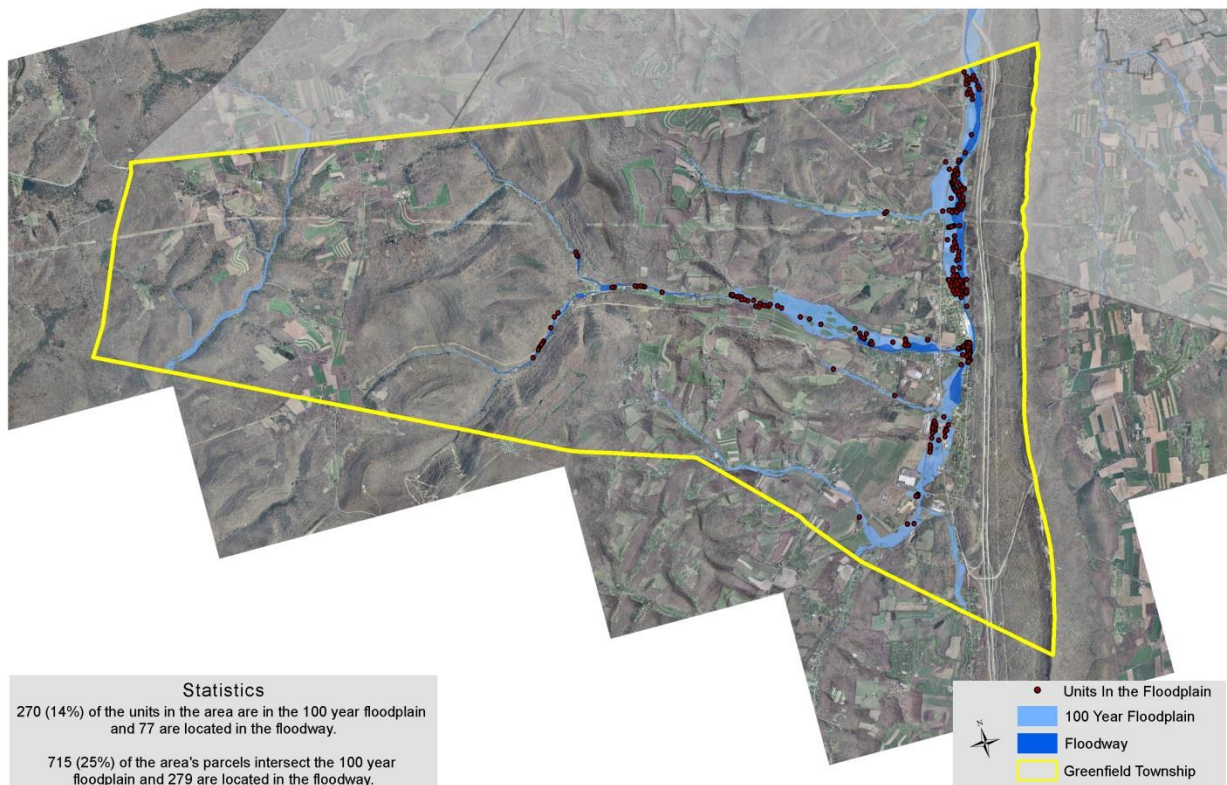 Statistics
270 (14%) of the units in the area are in the 100 year floodplain
and 77 are located in the floodway.
715 (25%) of the area's parcels intersect the 100 year
floodplain and 279 are located in the floodway.
N
Units In the Floodplain
100 Year Floodplain
Floodway
Greenfield Township